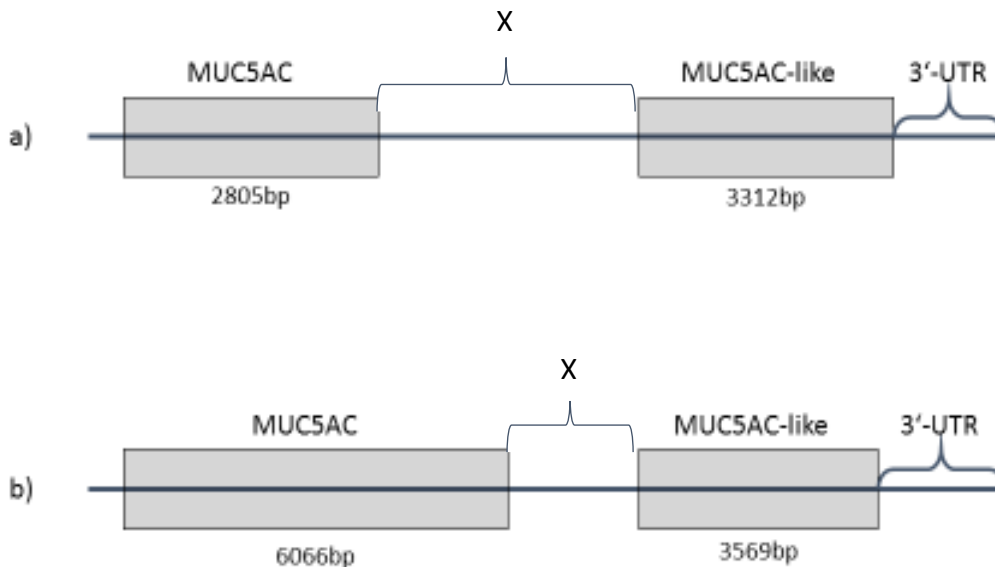 X
MUC5AC MUC5AC-like 3‘-UTR
a)
2805bp 3312bp
X
MUC5AC MUC5AC-like 3‘-UTR
b)
6066bp 3569bp